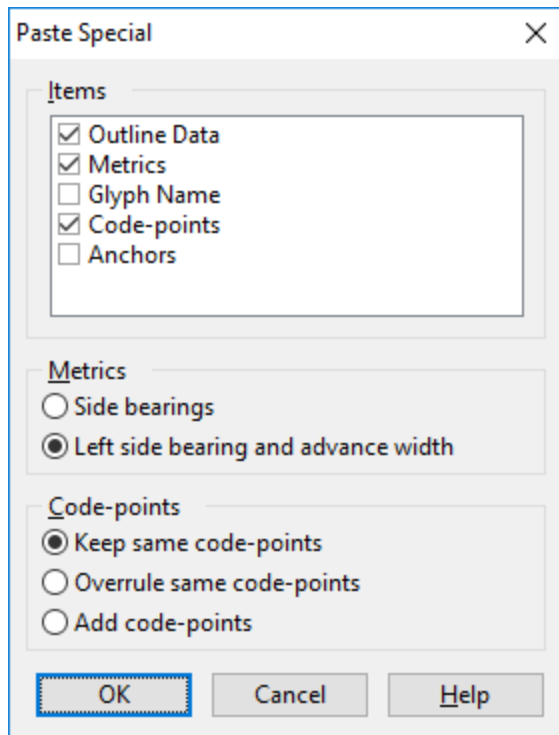 Paste Special
Items
Outline Data
Metrics
Glyph Name
Code-points
Anchors
Metrics
Side bearings
Left side bearing and advance width
Code-points
Keep same code-points
Overrule same code-points
Add code-points
OK Cancel Help